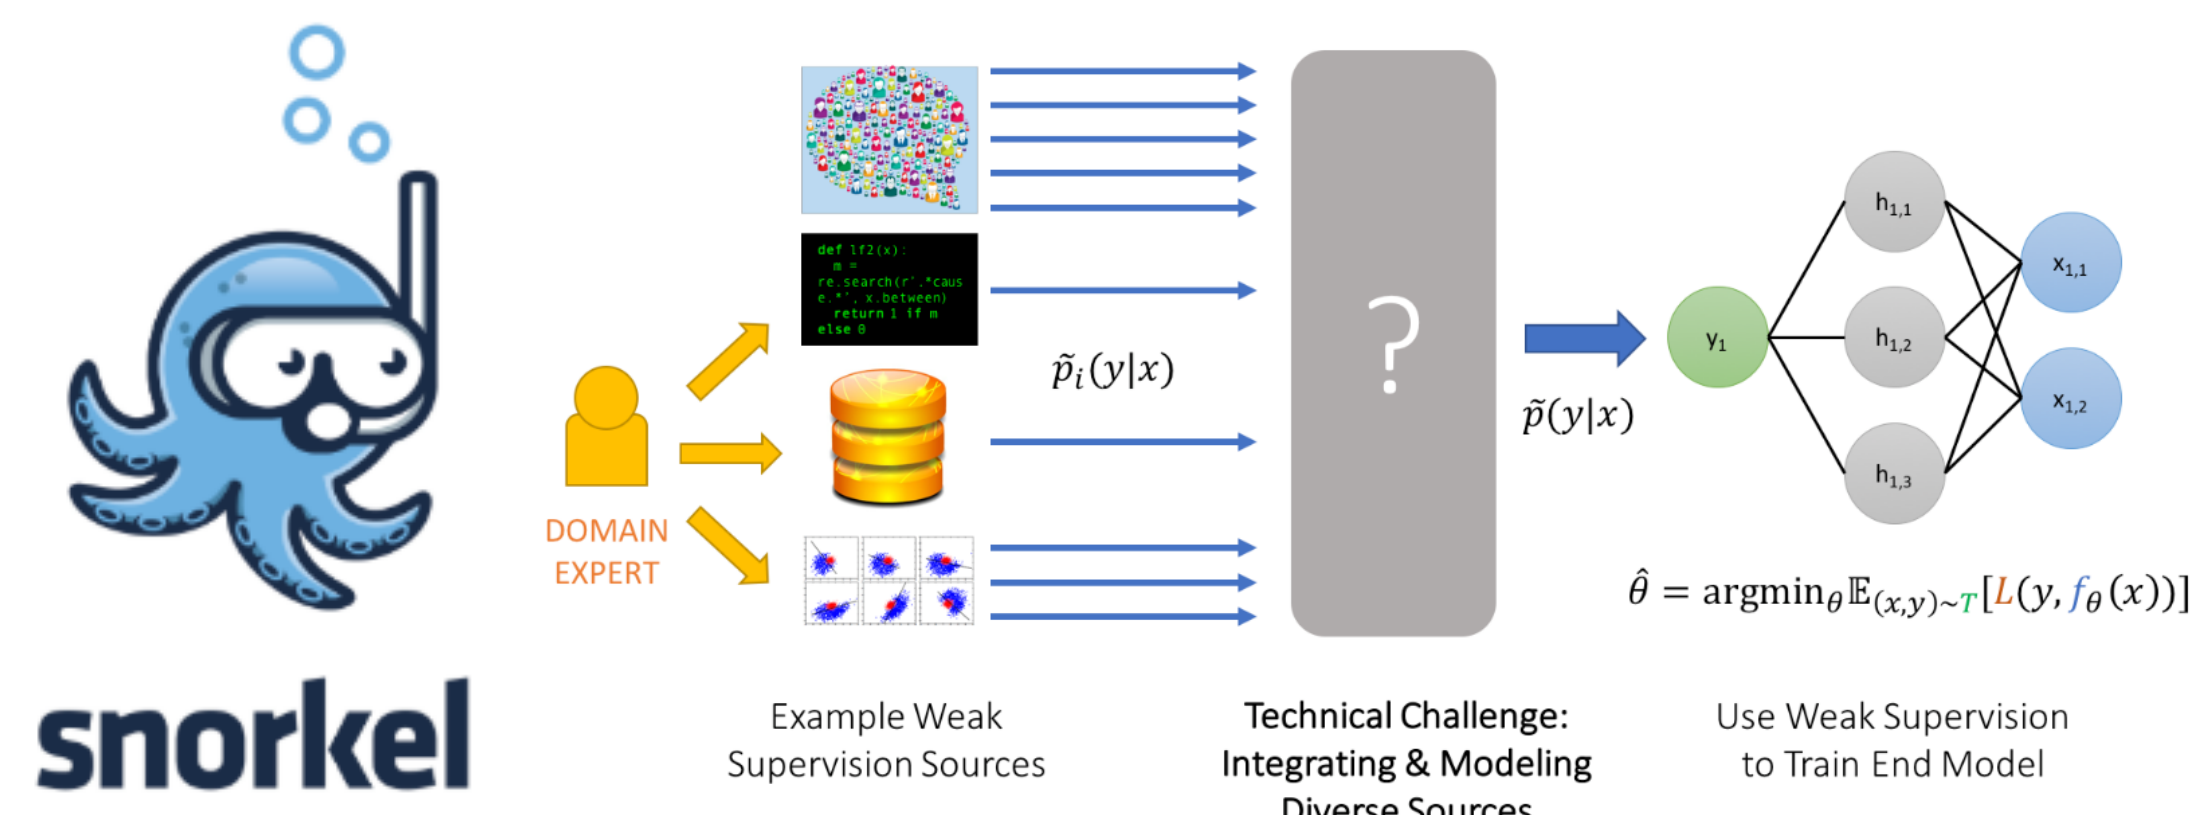 snorkel
DOMAIN
EXPERT
def lf2(x):
m =
re.search(r'.*caus
e.*', x.between)
return 1 if m
else 0
p̃ᵢ(y|x)
?
p̃(y|x)
y₁
h₁,₁
h₁,₂
h₁,₃
x₁,₁
x₁,₂
θ̂ = argmin_θ 𝔼_(x,y)~T[L(y, f_θ(x))]
Example Weak
Supervision Sources
Technical Challenge:
Integrating & Modeling
Diverse Sources
Use Weak Supervision
to Train End Model